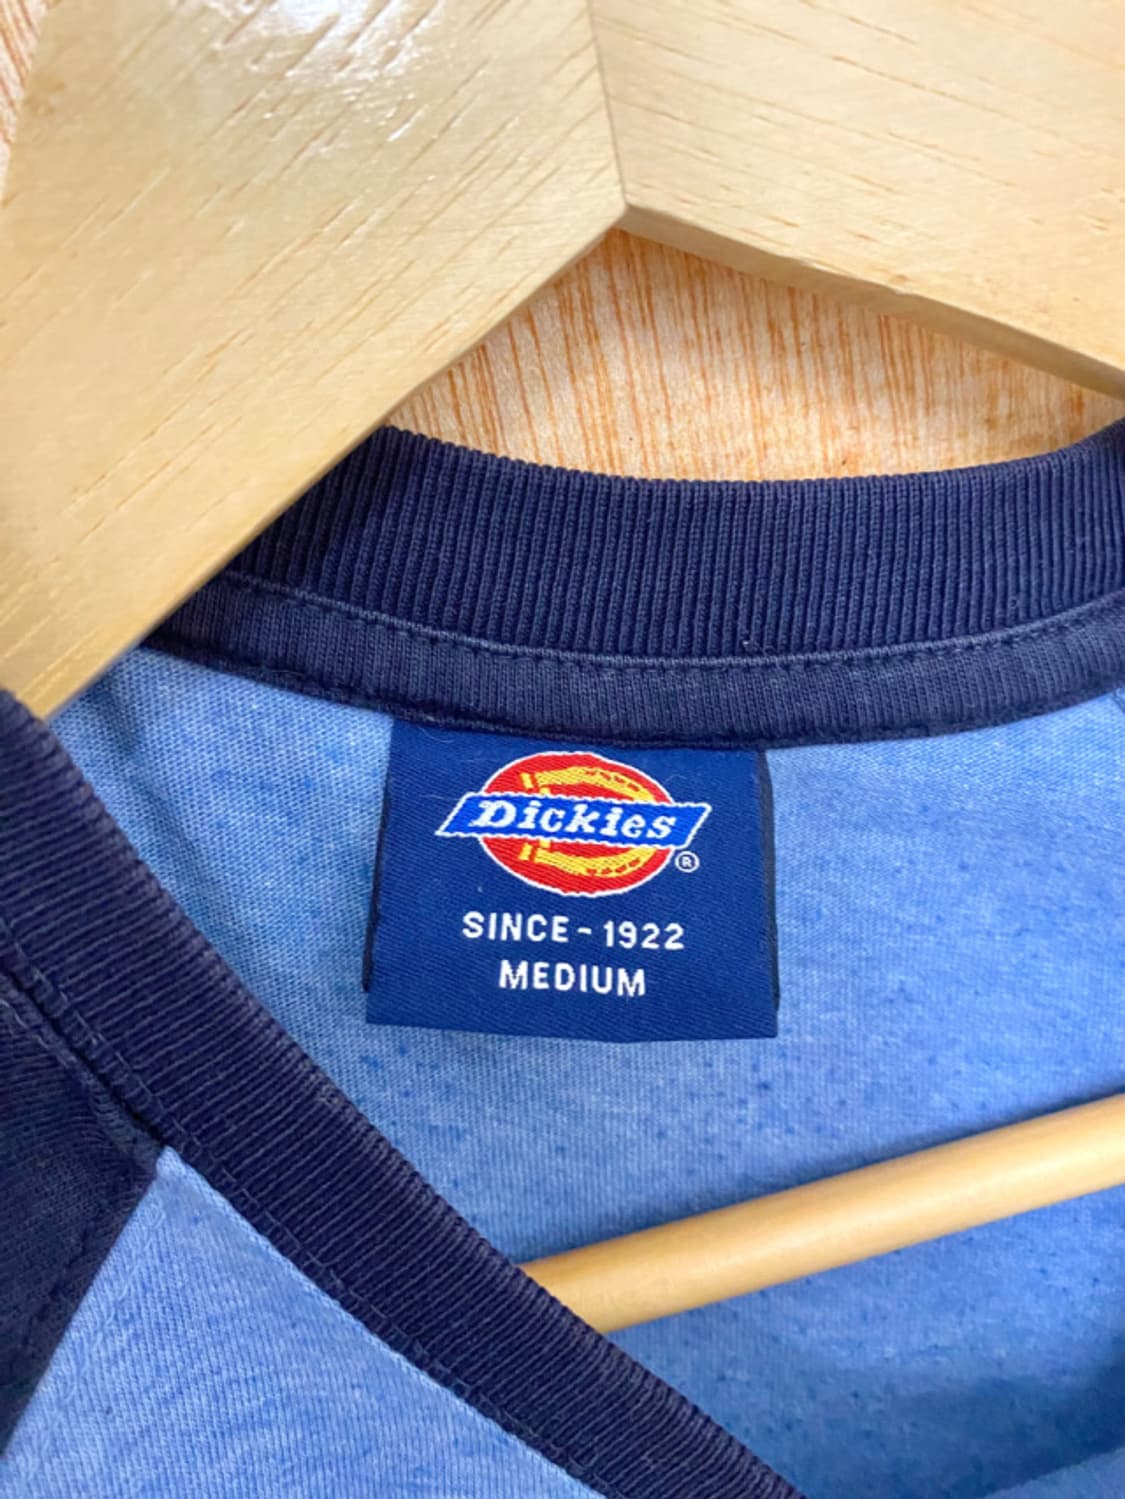 Dickies
®
SINCE - 1922
MEDIUM